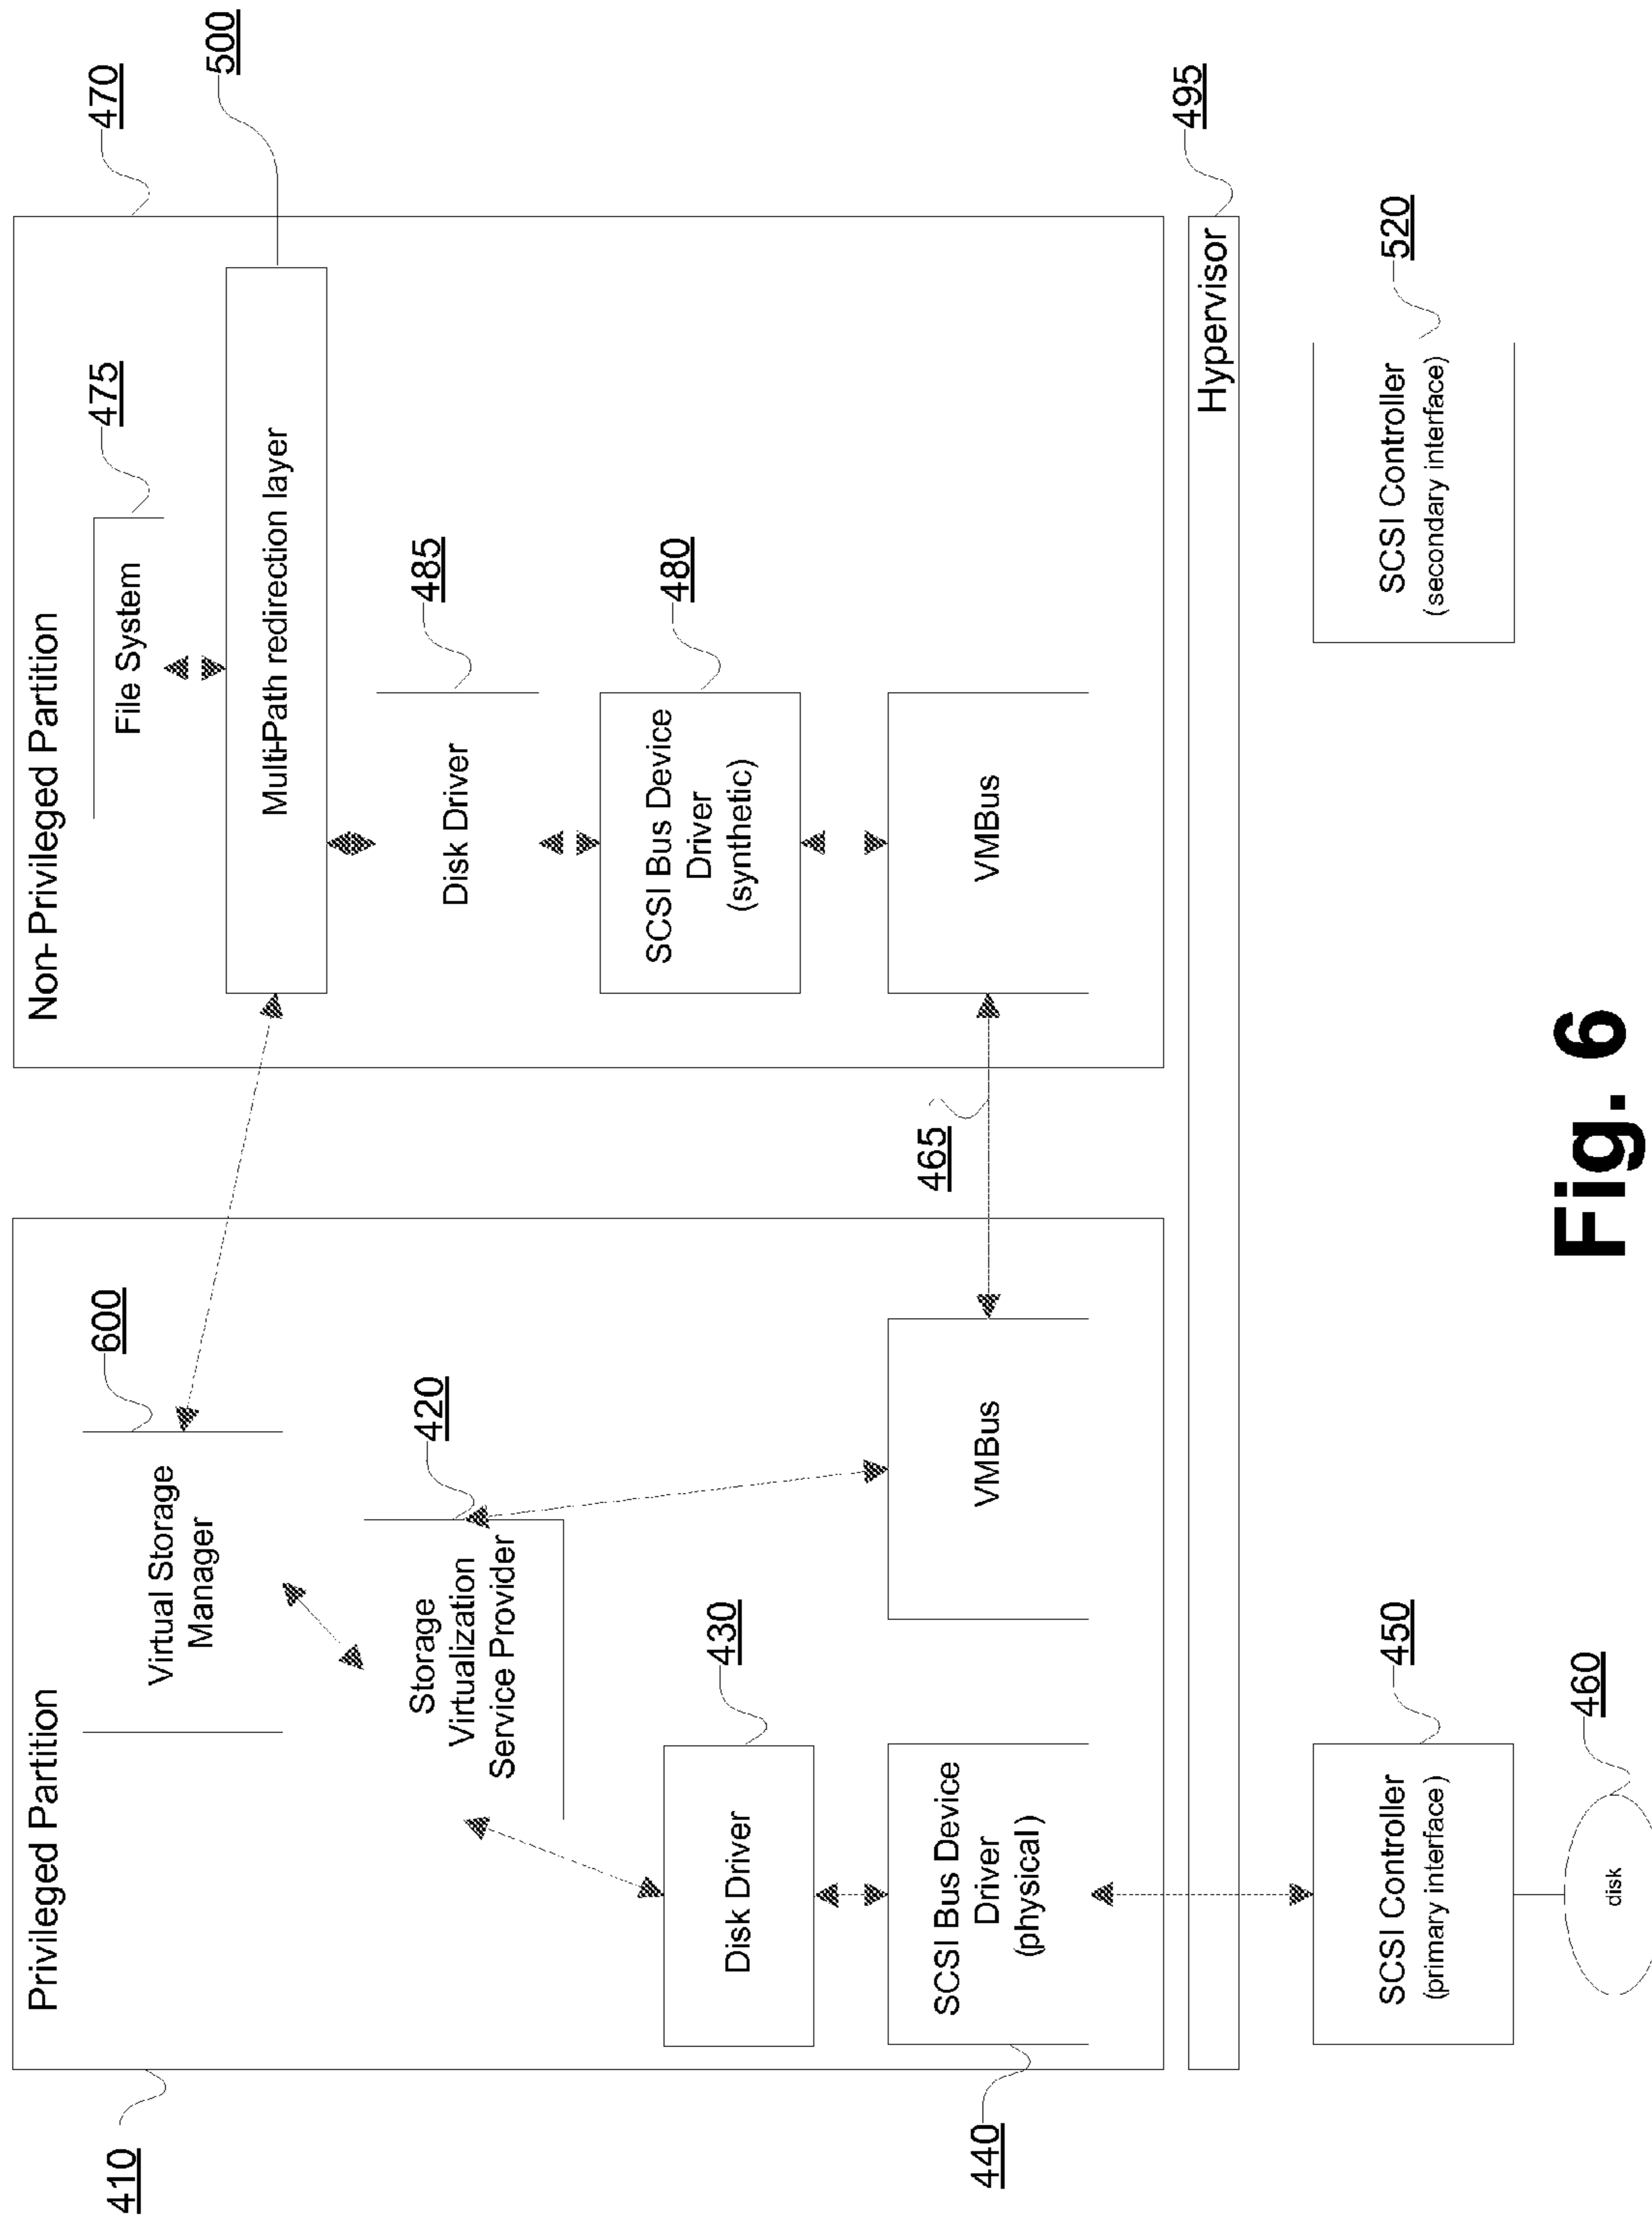 Privileged Partition
410
Virtual Storage
Manager
600
Storage
Virtualization
Service Provider
420
Disk Driver
430
SCSI Bus Device
Driver
(physical)
440
VMBus
465
Non-Privileged Partition
470
File System
475
Multi-Path redirection layer
500
Disk Driver
485
SCSI Bus Device
Driver
(synthetic)
480
VMBus
Hypervisor
495
SCSI Controller
(primary interface)
450
disk
460
SCSI Controller
(secondary interface)
520
Fig. 6